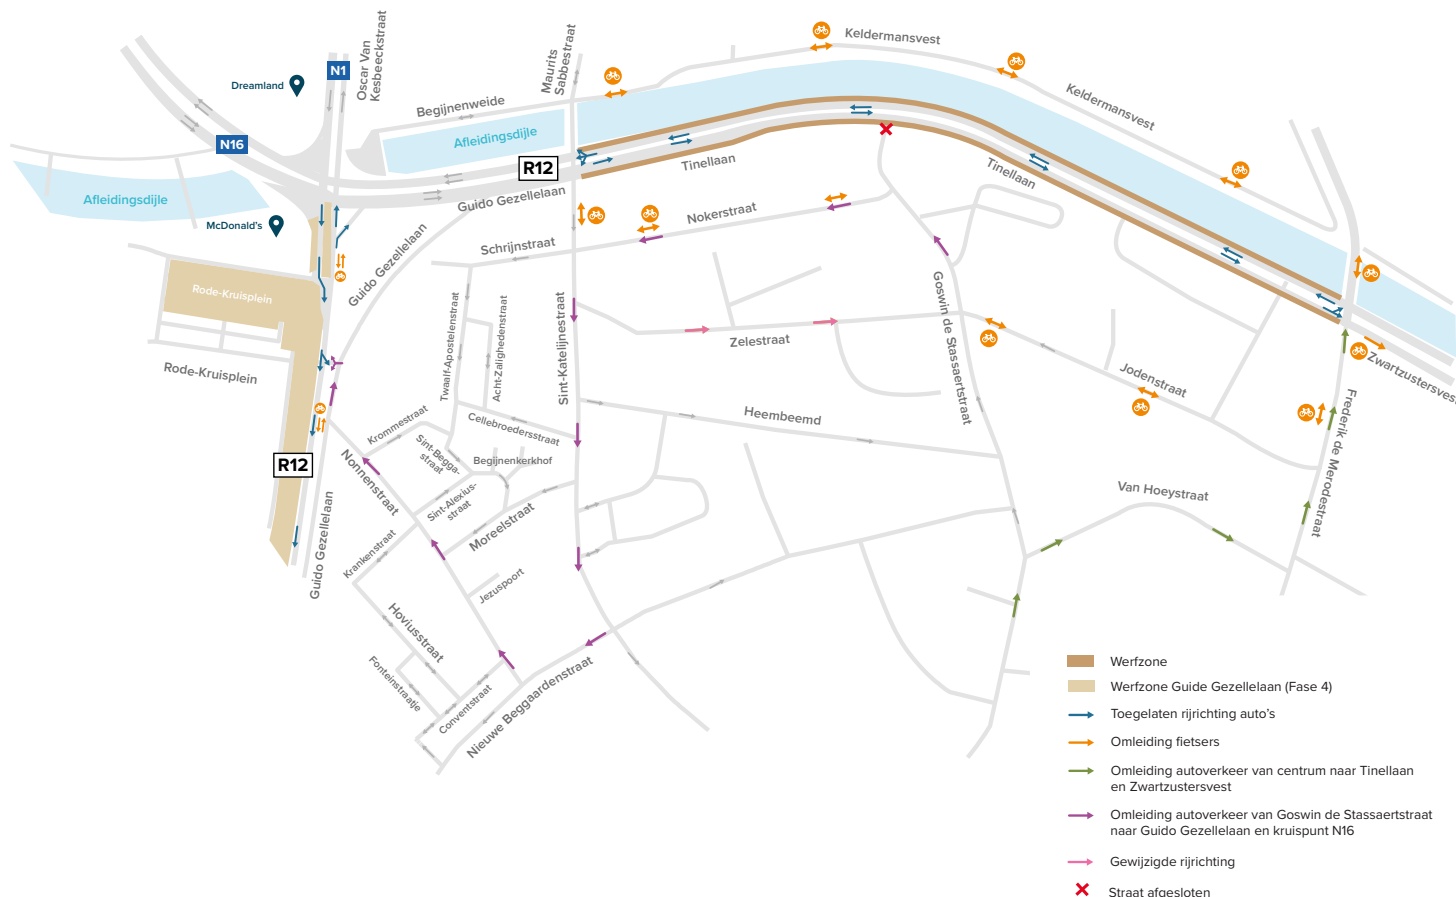 Oscar Van
Kesbeeckstraat
Maurits
Sabbestraat
Keldermansvest
N1
Dreamland
Begijnenweide
Keldermansvest
N16
Afleidingsdijle
R12
Tinellaan
Tinellaan
Afleidingsdijle
Guido Gezellelaan
McDonald's
Nokerstraat
Schrijnstraat
Guido Gezellelaan
Rode-Kruisplein
Goswin de Stassaertstraat
Twaalf-Apostelenstraat
Acht-Zalighedenstraat
Sint-Katelijnestraat
Zelestraat
Rode-Kruisplein
Jodenstraat
Zwartzustersvest
Krommestraat
Cellebroedersstraat
Heembeemd
Frederik de Merodestraat
R12
Nonnenstraat
Sint-Begga-
straat
Begijnenkerkhof
Sint-Alexius-
straat
Moreelstraat
Van Hoeystraat
Guido Gezellelaan
Krankenstraat
Jezuspoort
Hoviusstraat
Fonteinstraatje
Conventstraat
Nieuwe Beggaardenstraat
Werfzone
Werfzone Guide Gezellelaan (Fase 4)
Toegelaten rijrichting auto's
Omleiding fietsers
Omleiding autoverkeer van centrum naar Tinellaan
en Zwartzustersvest
Omleiding autoverkeer van Goswin de Stassaertstraat
naar Guido Gezellelaan en kruispunt N16
Gewijzigde rijrichting
Straat afgesloten